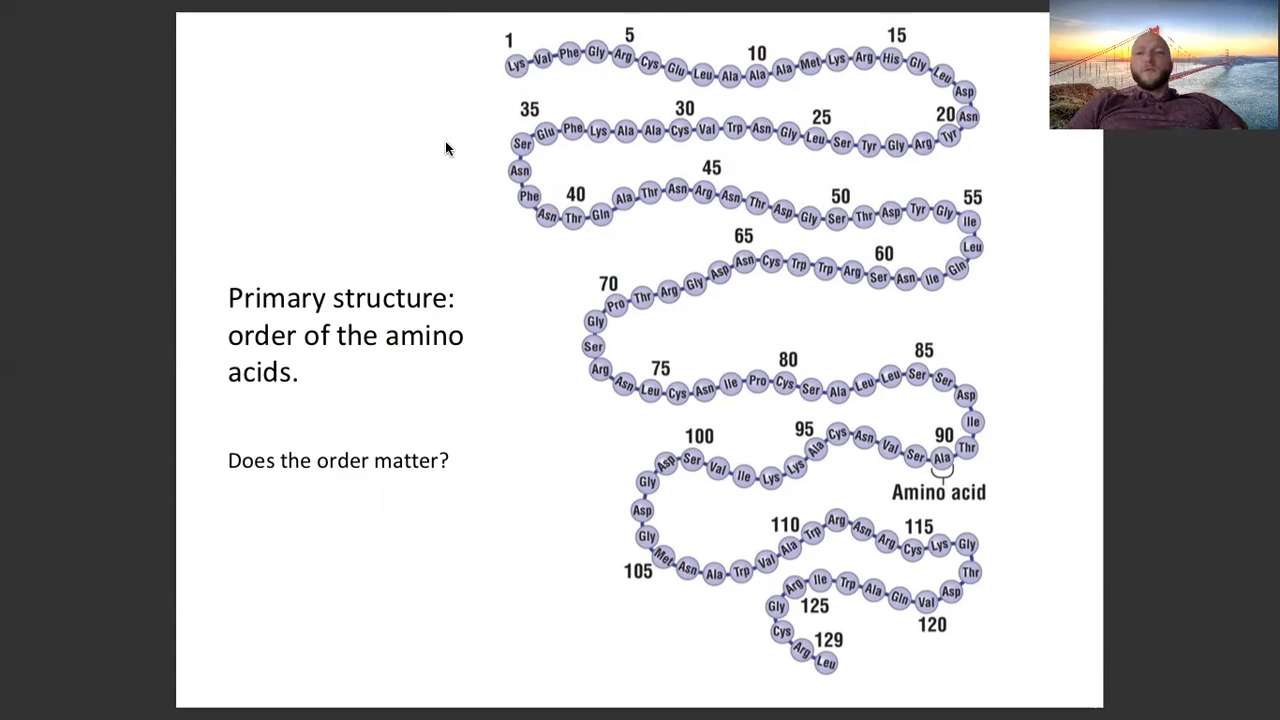 1 5 10 15
Lys Val Phe Gly Arg Cys Glu Leu Ala Ala Ala Met Lys Arg His Gly Leu Asp Asn
35 30 25 20
Ser Glu Phe Lys Ala Ala Cys Val Trp Asn Gly Leu Ser Tyr Gly Arg Tyr
Asn
40 45 50 55
Phe Asn Thr Gln Ala Thr Asn Arg Asn Thr Asp Gly Ser Thr Asp Tyr Gly Ile
Leu
70 65 60
Pro Thr Arg Gly Asp Asn Cys Trp Trp Arg Ser Asn Ile Gln
Gly
Ser
75 80 85
Arg Asn Leu Cys Asn Ile Pro Cys Ser Ala Leu Leu Ser Ser Asp
Ile
100 95 90
Gly Asp Ser Val Ile Lys Lys Ala Cys Asn Val Ser Ala Thr
Amino acid
Asp
105 110 115
Gly Met Asn Ala Trp Val Ala Trp Arg Asn Arg Cys Lys Gly
Thr
125 120
Gly Arg Ile Trp Ala Gln Val Asp
129
Cys Arg Leu
Primary structure:
order of the amino
acids.
Does the order matter?